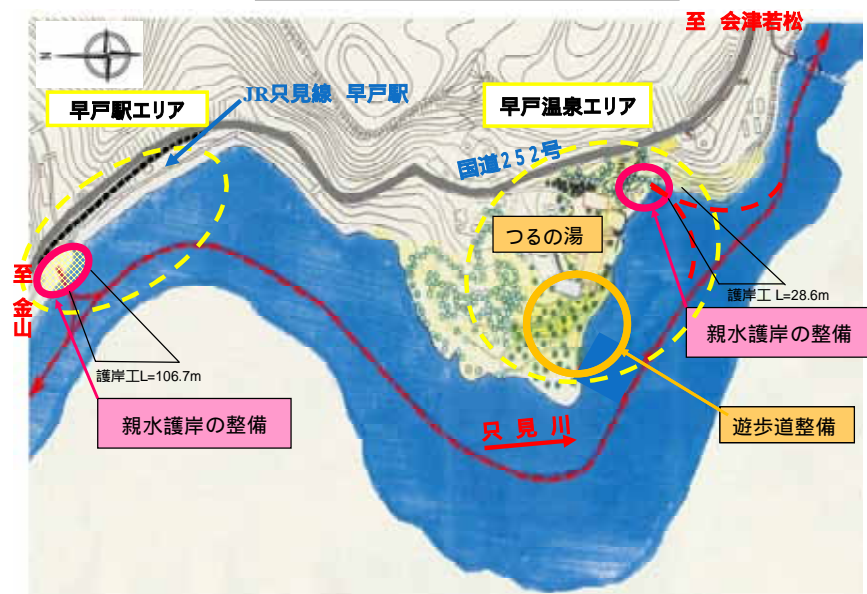 至 会津若松
N
早戸駅エリア
JR只見線 早戸駅
早戸温泉エリア
国道252号
つるの湯
至 金山
護岸工L=106.7m
親水護岸の整備
護岸工 L=28.6m
親水護岸の整備
只見川
遊歩道整備